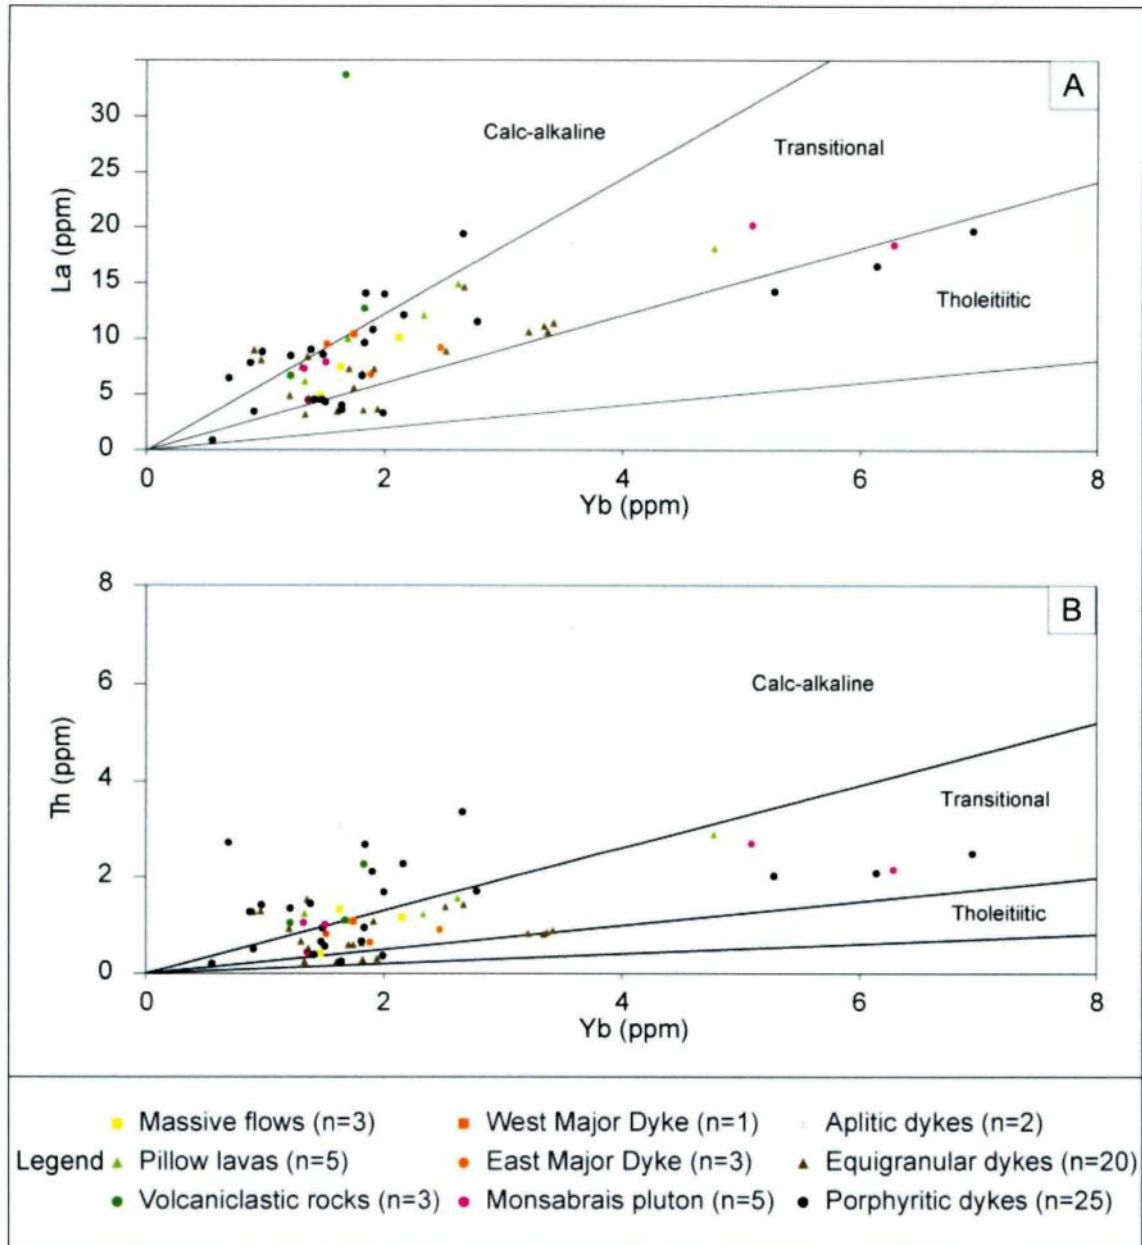 A
30
25
20
15
10
5
0
La (ppm)
Calc-alkaline
Transitional
Tholeitiitic
0 2 4 6 8
Yb (ppm)
B
8
6
4
2
0
Th (ppm)
Calc-alkaline
Transitional
Tholeitiitic
0 2 4 6 8
Yb (ppm)
Legend
Massive flows (n=3)
Pillow lavas (n=5)
Volcaniclastic rocks (n=3)
West Major Dyke (n=1)
East Major Dyke (n=3)
Monsabrais pluton (n=5)
Aplitic dykes (n=2)
Equigranular dykes (n=20)
Porphyritic dykes (n=25)